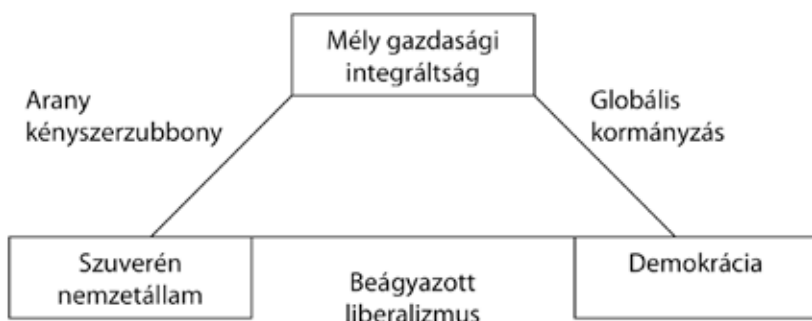 Mély gazdasági
integráltság
Arany
kényszerzubbony
Globális
kormányzás
Szuverén
nemzetállam
Beágyazott
liberalizmus
Demokrácia